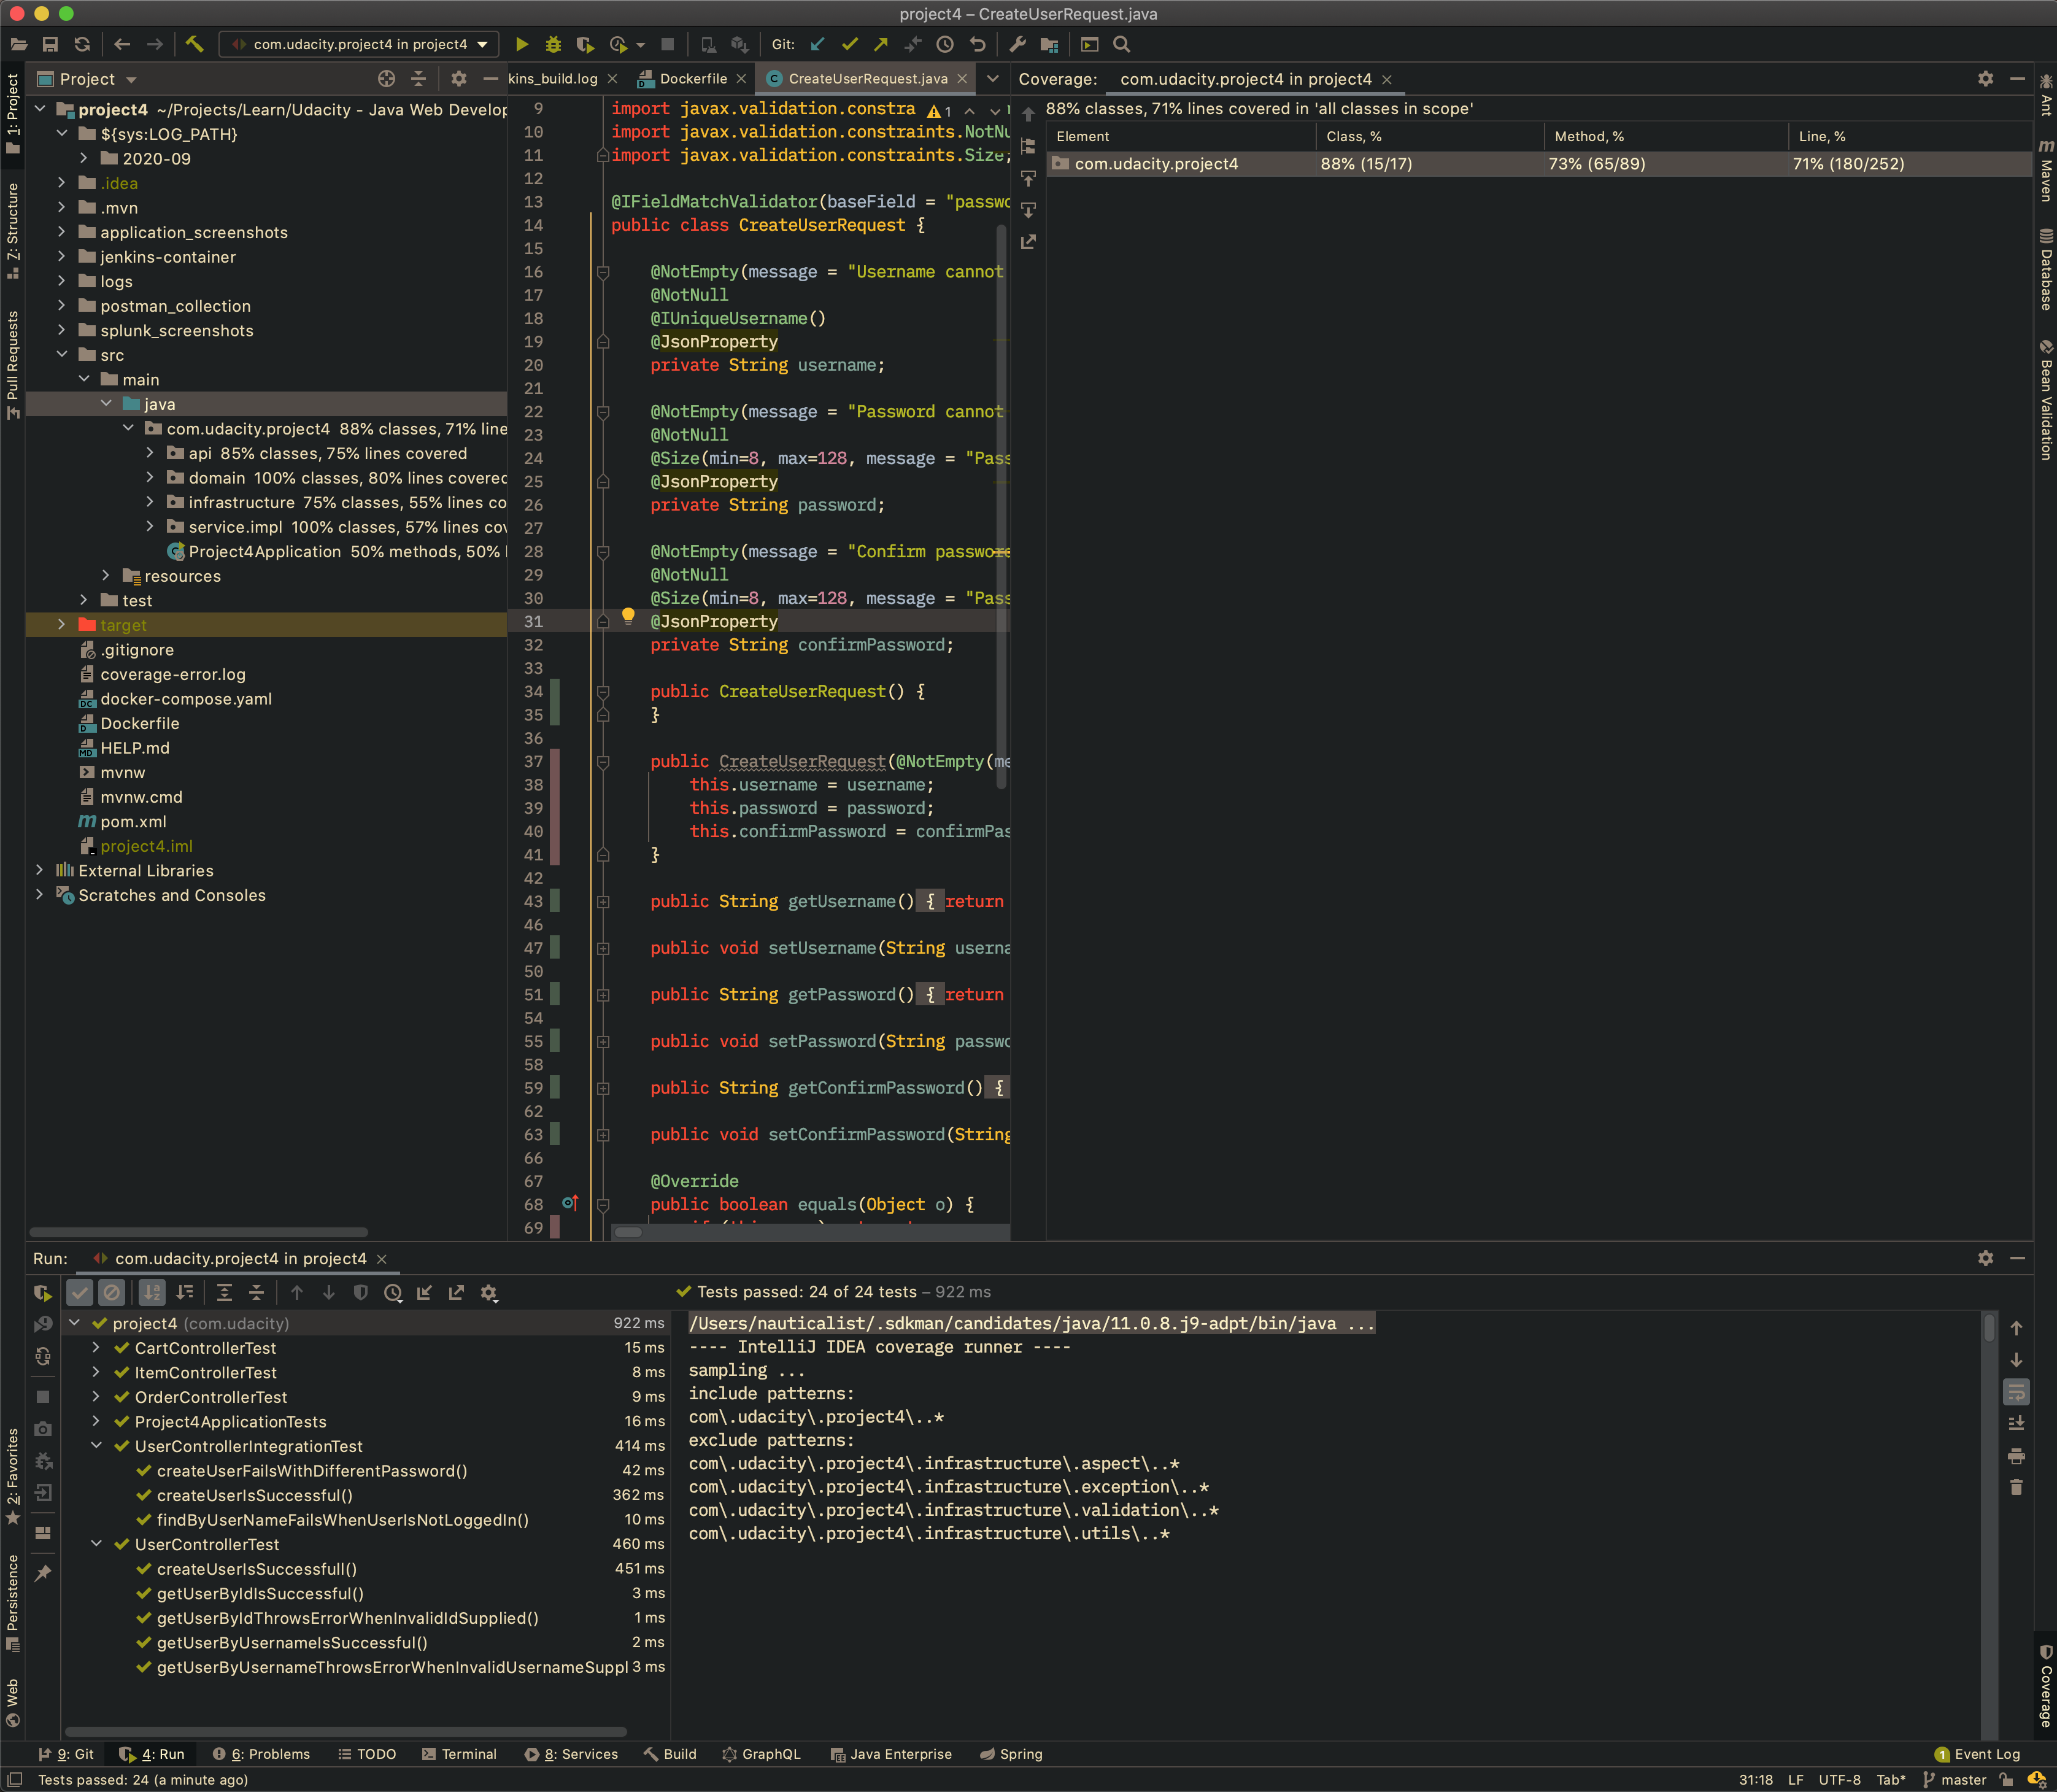 project4 – CreateUserRequest.java
com.udacity.project4 in project4
Git:
Project
kins_build.log
Dockerfile
CreateUserRequest.java
Coverage:
com.udacity.project4 in project4
1: Project
7: Structure
Pull Requests
2: Favorites
Persistence
Web
project4 ~/Projects/Learn/Udacity - Java Web Develop
${sys:LOG_PATH}
2020-09
.idea
.mvn
application_screenshots
jenkins-container
logs
postman_collection
splunk_screenshots
src
main
java
com.udacity.project4 88% classes, 71% line
api 85% classes, 75% lines covered
domain 100% classes, 80% lines covered
infrastructure 75% classes, 55% lines co
service.impl 100% classes, 57% lines cov
Project4Application 50% methods, 50% l
resources
test
target
.gitignore
coverage-error.log
docker-compose.yaml
Dockerfile
HELP.md
mvnw
mvnw.cmd
pom.xml
project4.iml
External Libraries
Scratches and Consoles
9 import javax.validation.constra 1
10 import javax.validation.constraints.NotNu
11 import javax.validation.constraints.Size;
12
13 @IFieldMatchValidator(baseField = "passwo
14 public class CreateUserRequest {
15
16 @NotEmpty(message = "Username cannot
17 @NotNull
18 @IUniqueUsername()
19 @JsonProperty
20 private String username;
21
22 @NotEmpty(message = "Password cannot
23 @NotNull
24 @Size(min=8, max=128, message = "Pass
25 @JsonProperty
26 private String password;
27
28 @NotEmpty(message = "Confirm password
29 @NotNull
30 @Size(min=8, max=128, message = "Pass
31 @JsonProperty
32 private String confirmPassword;
33
34 public CreateUserRequest() {
35 }
36
37 public CreateUserRequest(@NotEmpty(me
38 this.username = username;
39 this.password = password;
40 this.confirmPassword = confirmPas
41 }
42
43 public String getUsername() { return
46
47 public void setUsername(String userna
50
51 public String getPassword() { return
54
55 public void setPassword(String passwo
58
59 public String getConfirmPassword() {
62
63 public void setConfirmPassword(String
66
67 @Override
68 public boolean equals(Object o) {
69
88% classes, 71% lines covered in 'all classes in scope'
Element Class, % Method, % Line, %
com.udacity.project4 88% (15/17) 73% (65/89) 71% (180/252)
Ant
Maven
Database
Bean Validation
Coverage
Run: com.udacity.project4 in project4
Tests passed: 24 of 24 tests – 922 ms
project4 (com.udacity) 922 ms
CartControllerTest 15 ms
ItemControllerTest 8 ms
OrderControllerTest 9 ms
Project4ApplicationTests 16 ms
UserControllerIntegrationTest 414 ms
createUserFailsWithDifferentPassword() 42 ms
createUserIsSuccessful() 362 ms
findByUserNameFailsWhenUserIsNotLoggedIn() 10 ms
UserControllerTest 460 ms
createUserIsSuccessfull() 451 ms
getUserByIdIsSuccessful() 3 ms
getUserByIdThrowsErrorWhenInvalidIdSupplied() 1 ms
getUserByUsernameIsSuccessful() 2 ms
getUserByUsernameThrowsErrorWhenInvalidUsernameSuppl 3 ms
/Users/nauticalist/.sdkman/candidates/java/11.0.8.j9-adpt/bin/java ...
---- IntelliJ IDEA coverage runner ----
sampling ...
include patterns:
com\.udacity\.project4\..*
exclude patterns:
com\.udacity\.project4\.infrastructure\.aspect\..*
com\.udacity\.project4\.infrastructure\.exception\..*
com\.udacity\.project4\.infrastructure\.validation\..*
com\.udacity\.project4\.infrastructure\.utils\..*
9: Git 4: Run 6: Problems TODO Terminal 8: Services Build GraphQL Java Enterprise Spring 1 Event Log
Tests passed: 24 (a minute ago) 31:18 LF UTF-8 Tab* master